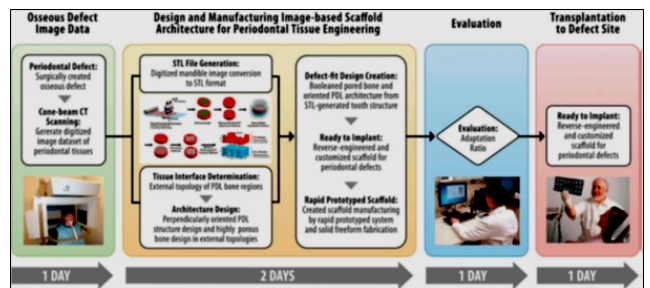 Osseous Defect
Image Data
Design and Manufacturing Image-based Scaffold
Architecture for Periodontal Tissue Engineering
Evaluation
Transplantation
to Defect Site
Periodontal Defect:
Surgically created
osseous defect
Cone-beam CT
Scanning:
Generate digitized
image dataset of
periodontal tissues
STL File Generation:
Digitized mandible image conversion
to STL format
Tissue Interface Determination:
External topology of PDL bone regions
Architecture Design:
Perpendicularly oriented PDL
structure design and highly porous
bone design in external topologies
Defect-fit Design Creation:
Booleaned pored bone and
oriented PDL architecture from
STL-generated tooth structure
Ready to Implant:
Reverse-engineered and
customized scaffold for
periodontal defects
Rapid Prototyped Scaffold:
Created scaffold manufacturing
by rapid prototyped system
and solid freeform fabrication
Evaluation:
Adaptation
Ratio
Ready to Implant:
Reverse-engineered
and customized
scaffold for
periodontal defects
1 DAY
2 DAYS
1 DAY
1 DAY